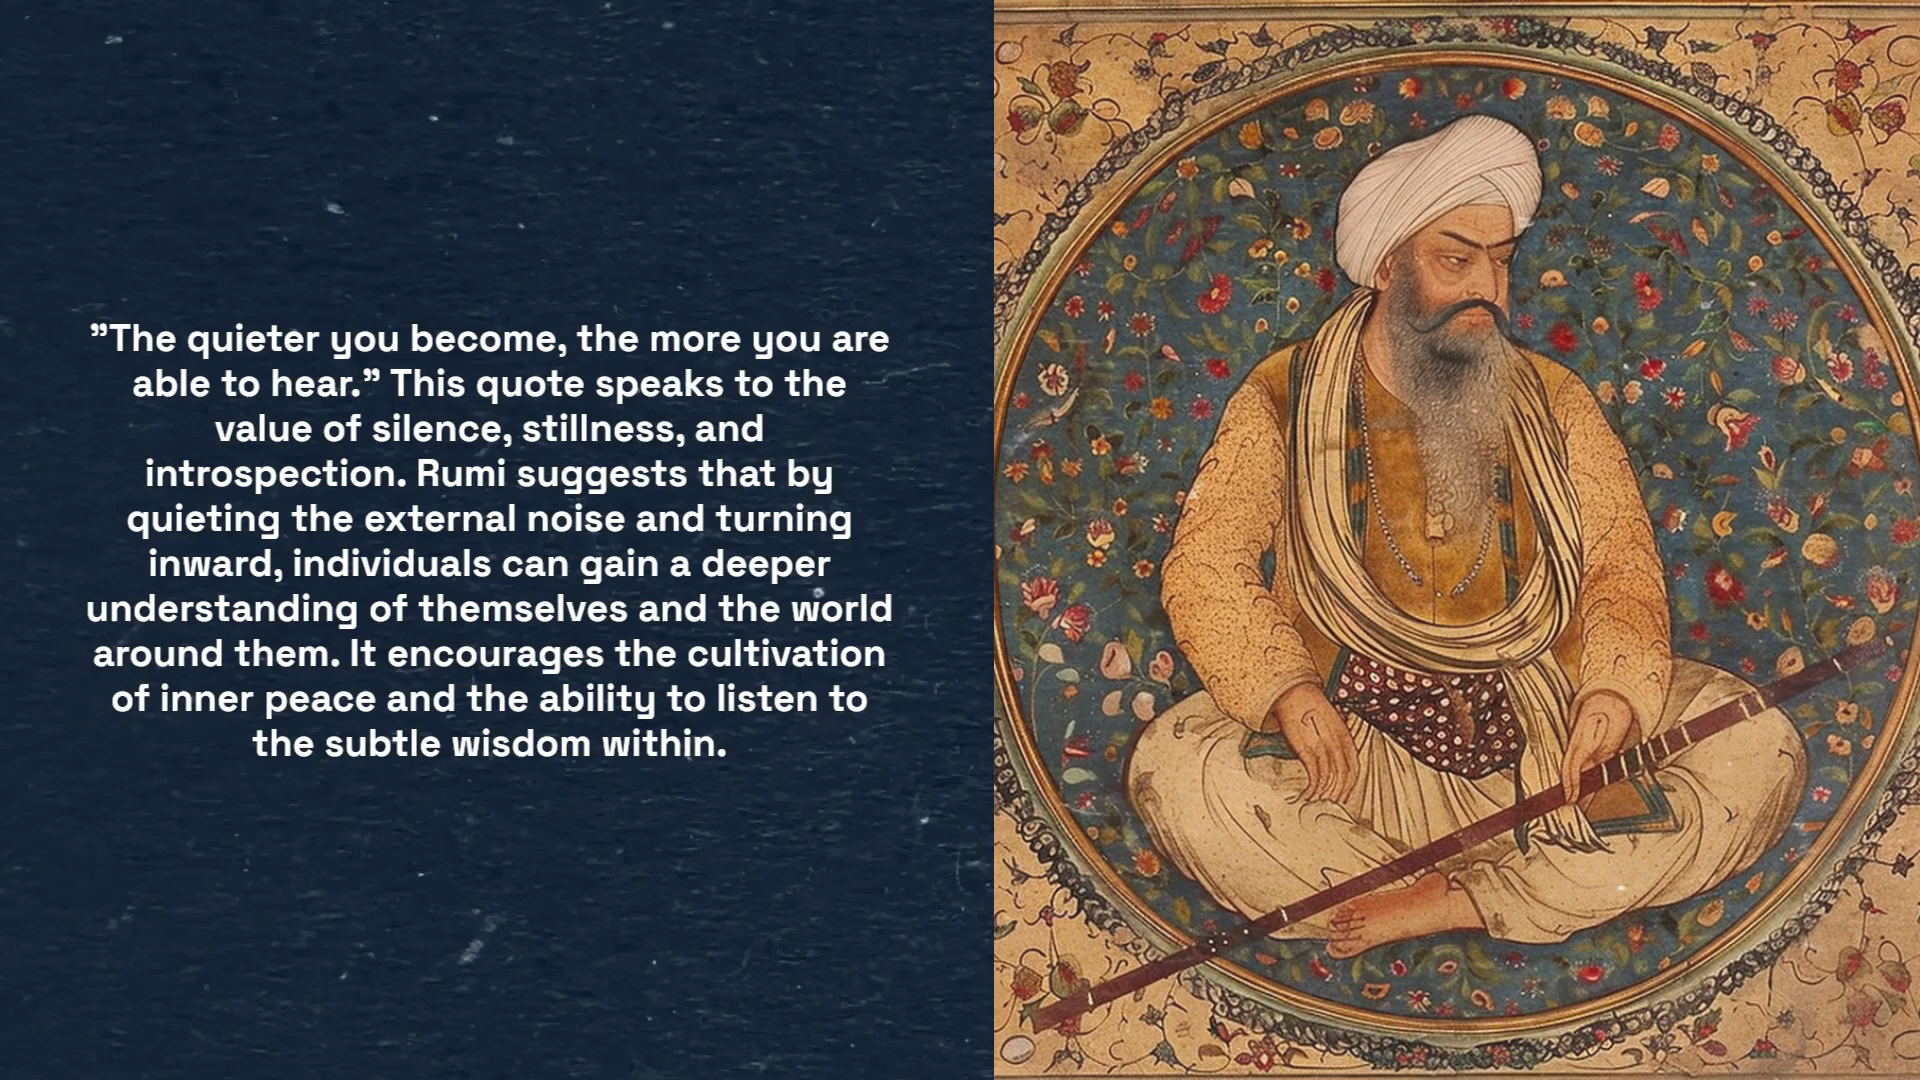 ”The quieter you become, the more you are
able to hear.” This quote speaks to the
value of silence, stillness, and
introspection. Rumi suggests that by
quieting the external noise and turning
inward, individuals can gain a deeper
understanding of themselves and the world
around them. It encourages the cultivation
of inner peace and the ability to listen to
the subtle wisdom within.